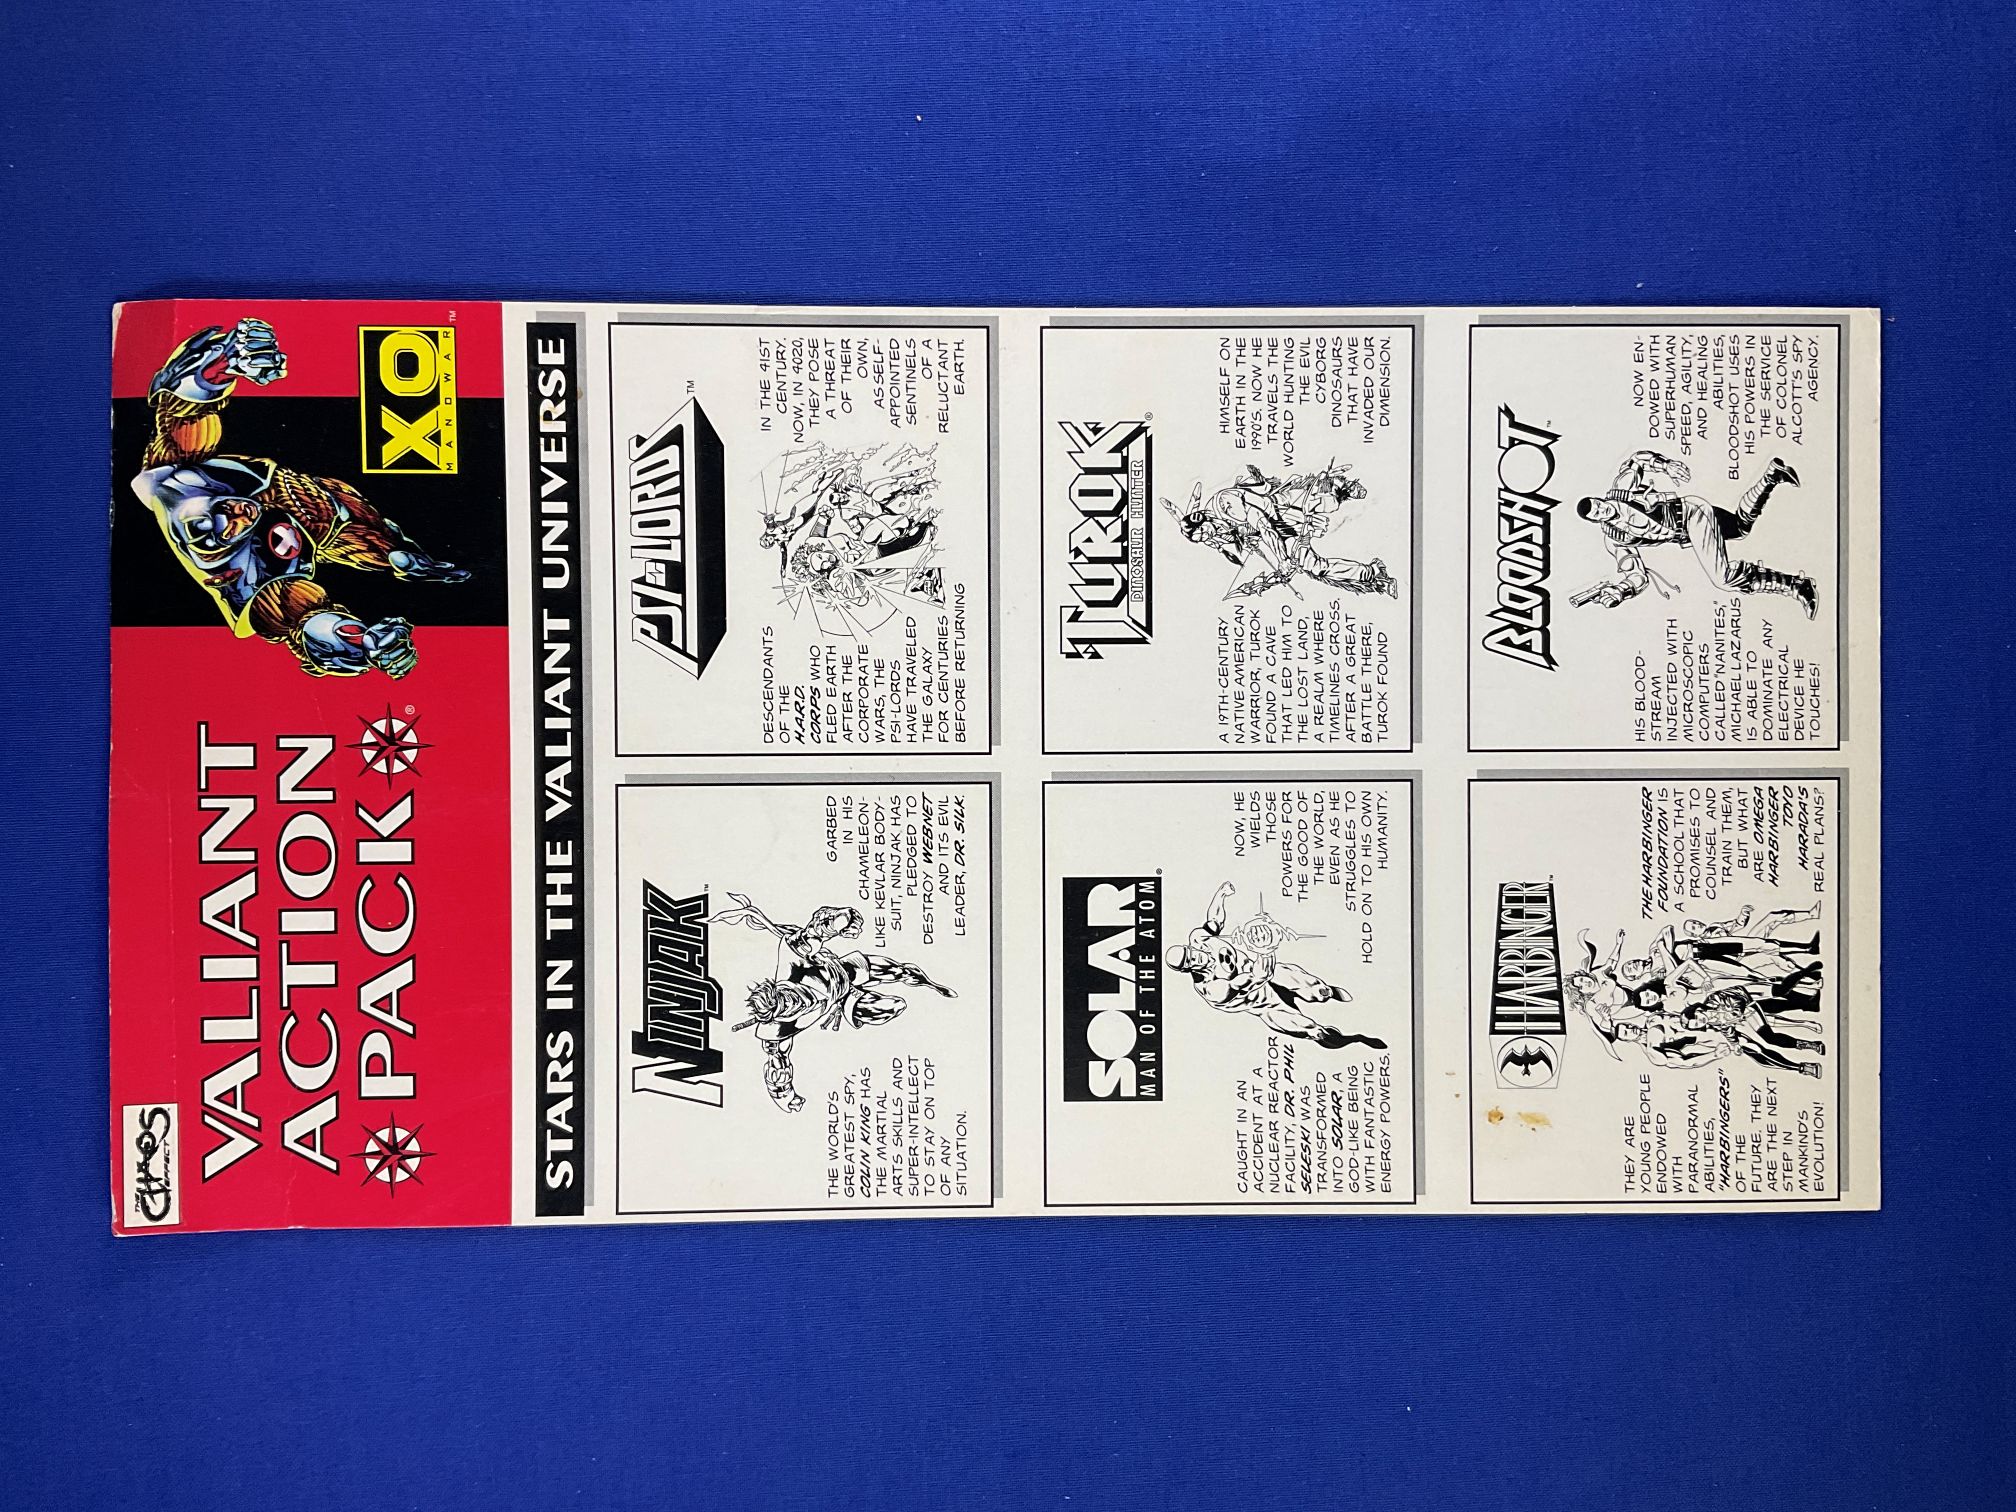 THE
CHAOS
EFFECT
VALIANT
ACTION
PACK®
XO
MANOWAR™
STARS IN THE VALIANT UNIVERSE
NINJAK™
THE WORLD'S
GREATEST SPY,
COLIN KING HAS
THE MARTIAL
ARTS SKILLS AND
SUPER-INTELLECT
TO STAY ON TOP
OF ANY
SITUATION.
GARBED
IN HIS
CHAMELEON-
LIKE KEVLAR BODY-
SUIT, NINJAK HAS
PLEDGED TO
DESTROY WEBNET
AND ITS EVIL
LEADER, DR. SILK.
PSI-LORDS™
DESCENDANTS
OF THE
H.A.R.D.
CORPS WHO
FLED EARTH
AFTER THE
CORPORATE
WARS, THE
PSI-LORDS
HAVE TRAVELED
THE GALAXY
FOR CENTURIES
BEFORE RETURNING
IN THE 41ST
CENTURY.
NOW, IN 4020,
THEY POSE
A THREAT
OF THEIR
OWN,
AS SELF-
APPOINTED
SENTINELS
OF A
RELUCTANT
EARTH.
SOLAR®
MAN OF THE ATOM
CAUGHT IN AN
ACCIDENT AT A
NUCLEAR REACTOR
FACILITY, DR. PHIL
SELESKI WAS
TRANSFORMED
INTO SOLAR, A
GOD-LIKE BEING
WITH FANTASTIC
ENERGY POWERS.
NOW, HE
WIELDS
THOSE
POWERS FOR
THE GOOD OF
THE WORLD,
EVEN AS HE
STRUGGLES TO
HOLD ON TO HIS OWN
HUMANITY.
TUROK®
DINOSAUR HUNTER
A 19TH-CENTURY
NATIVE AMERICAN
WARRIOR, TUROK
FOUND A CAVE
THAT LED HIM TO
THE LOST LAND,
A REALM WHERE
TIMELINES CROSS.
AFTER A GREAT
BATTLE THERE,
TUROK FOUND
HIMSELF ON
EARTH IN THE
1990'S. NOW HE
TRAVELS THE
WORLD HUNTING
THE EVIL
CYBORG
DINOSAURS
THAT HAVE
INVADED OUR
DIMENSION.
HARBINGER™
THEY ARE
YOUNG PEOPLE
ENDOWED
WITH
PARANORMAL
ABILITIES,
"HARBINGERS"
OF THE
FUTURE. THEY
ARE THE NEXT
STEP IN
MANKIND'S
EVOLUTION!
THE HARBINGER
FOUNDATION IS
A SCHOOL THAT
PROMISES TO
COUNSEL AND
TRAIN THEM,
BUT WHAT
ARE OMEGA
HARBINGER
TOYO
HARADA'S
REAL PLANS?
BLOODSHOT™
HIS BLOOD-
STREAM
INJECTED WITH
MICROSCOPIC
COMPUTERS
CALLED "NANITES,"
MICHAEL LAZARUS
IS ABLE TO
DOMINATE ANY
ELECTRICAL
DEVICE HE
TOUCHES!
NOW EN-
DOWED WITH
SUPERHUMAN
SPEED, AGILITY,
AND HEALING
ABILITIES,
BLOODSHOT USES
HIS POWERS IN
THE SERVICE
OF COLONEL
ALCOTT'S SPY
AGENCY.